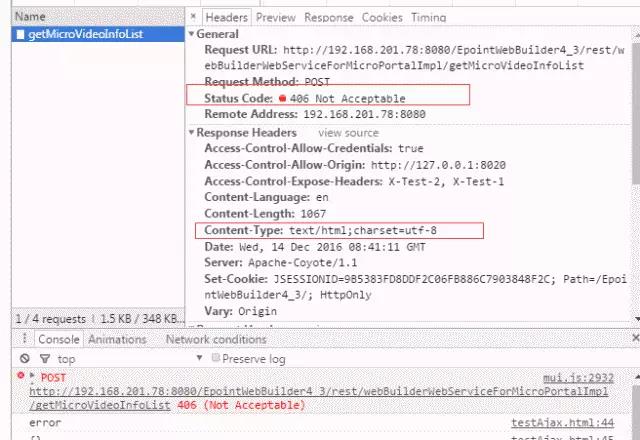 Name
× Headers Preview Response Cookies Timing
getMicroVideoInfoList
General
Request URL: http://192.168.201.78:8080/EpointWebBuilder4_3/rest/w
ebBuilderWebServiceForMicroPortalImpl/getMicroVideoInfoList
Request Method: POST
Status Code: 406 Not Acceptable
Remote Address: 192.168.201.78:8080
Response Headers view source
Access-Control-Allow-Credentials: true
Access-Control-Allow-Origin: http://127.0.0.1:8020
Access-Control-Expose-Headers: X-Test-2, X-Test-1
Content-Language: en
Content-Length: 1067
Content-Type: text/html;charset=utf-8
Date: Wed, 14 Dec 2016 08:41:11 GMT
Server: Apache-Coyote/1.1
Set-Cookie: JSESSIONID=9B5383FD8DDF2C06FB886C7903848F2C; Path=/Epoi
ntWebBuilder4_3/; HttpOnly
Vary: Origin
1 / 4 requests | 1.5 KB / 348 KB...
Console Animations Network conditions
top Preserve log
POST mui.js:2932
http://192.168.201.78:8080/EpointWebBuilder4_3/rest/webBuilderWebServiceForMicroPortalImpl
/getMicroVideoInfoList 406 (Not Acceptable)
error testAjax.html:44